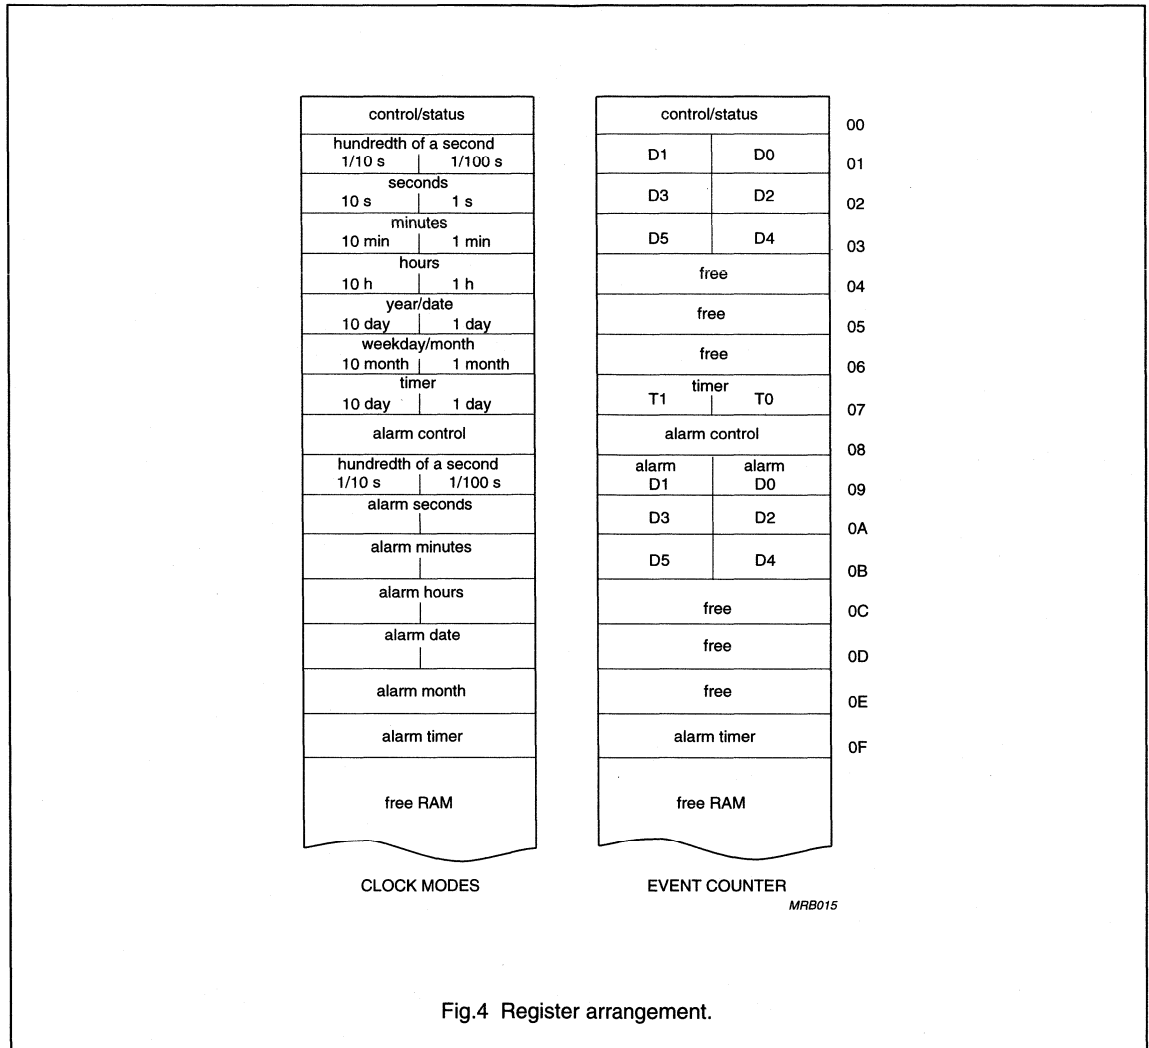 control/status control/status 00
hundredth of a second
1/10 s 1/100 s D1 D0 01
seconds
10 s 1 s D3 D2 02
minutes
10 min 1 min D5 D4 03
hours
10 h 1 h free 04
year/date
10 day 1 day free 05
weekday/month
10 month 1 month free 06
timer timer
10 day 1 day T1 T0 07
alarm control alarm control 08
hundredth of a second alarm alarm
1/10 s 1/100 s D1 D0 09
alarm seconds D3 D2 0A
alarm minutes D5 D4 0B
alarm hours free 0C
alarm date free 0D
alarm month free 0E
alarm timer alarm timer 0F
free RAM free RAM
CLOCK MODES EVENT COUNTER
MRB015
Fig.4 Register arrangement.